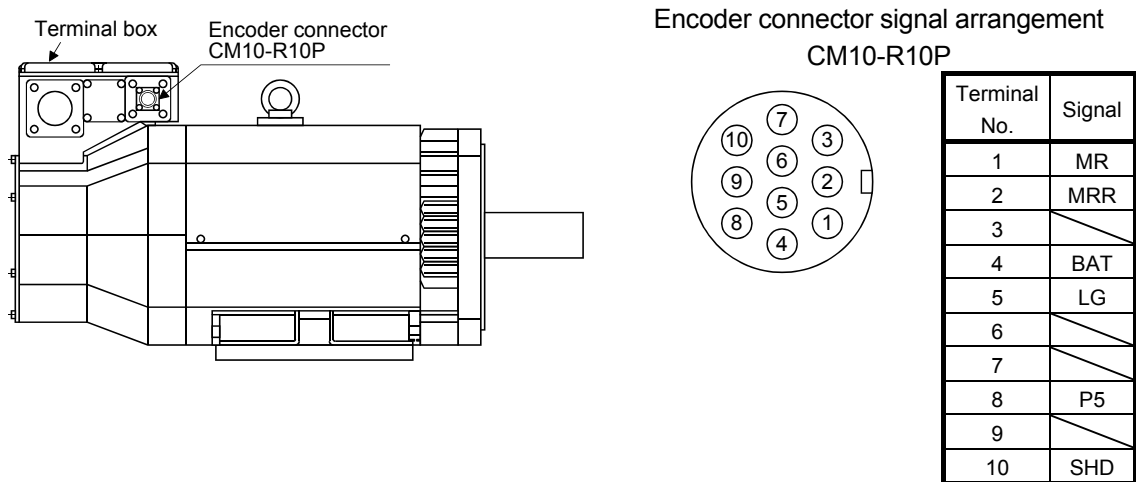 Terminal box
Encoder connector
CM10-R10P
Encoder connector signal arrangement
CM10-R10P
7
10 3
6
9 2
5
8 1
4
Terminal No. Signal
1 MR
2 MRR
3
4 BAT
5 LG
6
7
8 P5
9
10 SHD